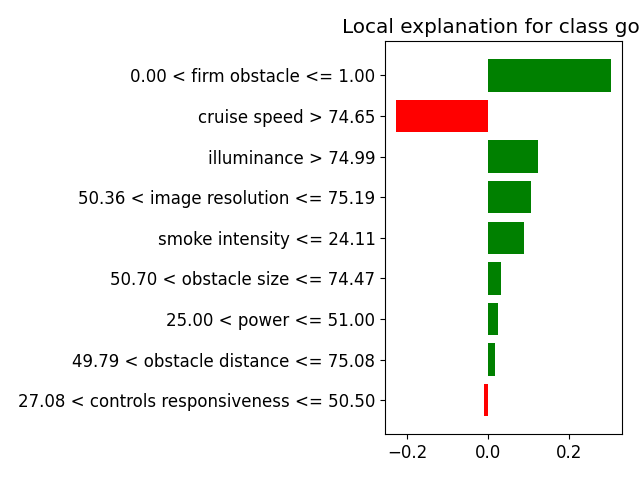 Local explanation for class go
0.00 < firm obstacle <= 1.00
cruise speed > 74.65
illuminance > 74.99
50.36 < image resolution <= 75.19
smoke intensity <= 24.11
50.70 < obstacle size <= 74.47
25.00 < power <= 51.00
49.79 < obstacle distance <= 75.08
27.08 < controls responsiveness <= 50.50
−0.2 0.0 0.2